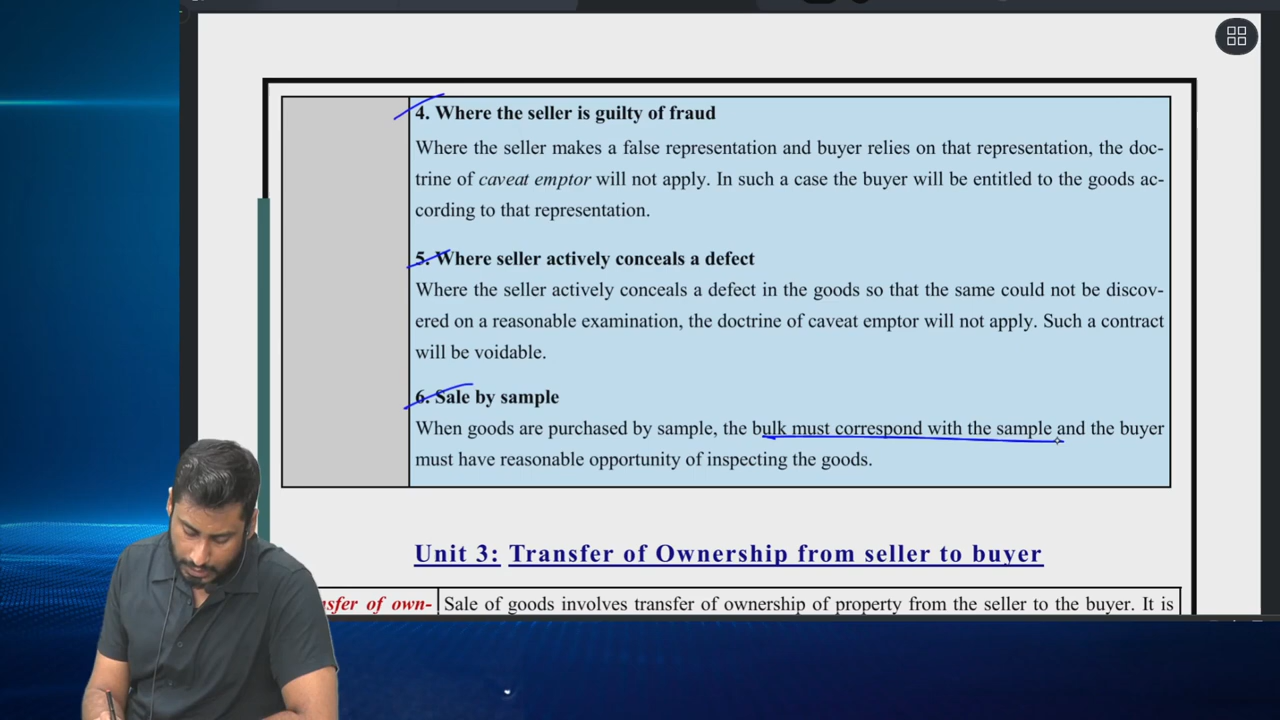 4. Where the seller is guilty of fraud
Where the seller makes a false representation and buyer relies on that representation, the doc-
trine of caveat emptor will not apply. In such a case the buyer will be entitled to the goods ac-
cording to that representation.
5. Where seller actively conceals a defect
Where the seller actively conceals a defect in the goods so that the same could not be discov-
ered on a reasonable examination, the doctrine of caveat emptor will not apply. Such a contract
will be voidable.
6. Sale by sample
When goods are purchased by sample, the bulk must correspond with the sample and the buyer
must have reasonable opportunity of inspecting the goods.
Unit 3: Transfer of Ownership from seller to buyer
nsfer of own- Sale of goods involves transfer of ownership of property from the seller to the buyer. It is